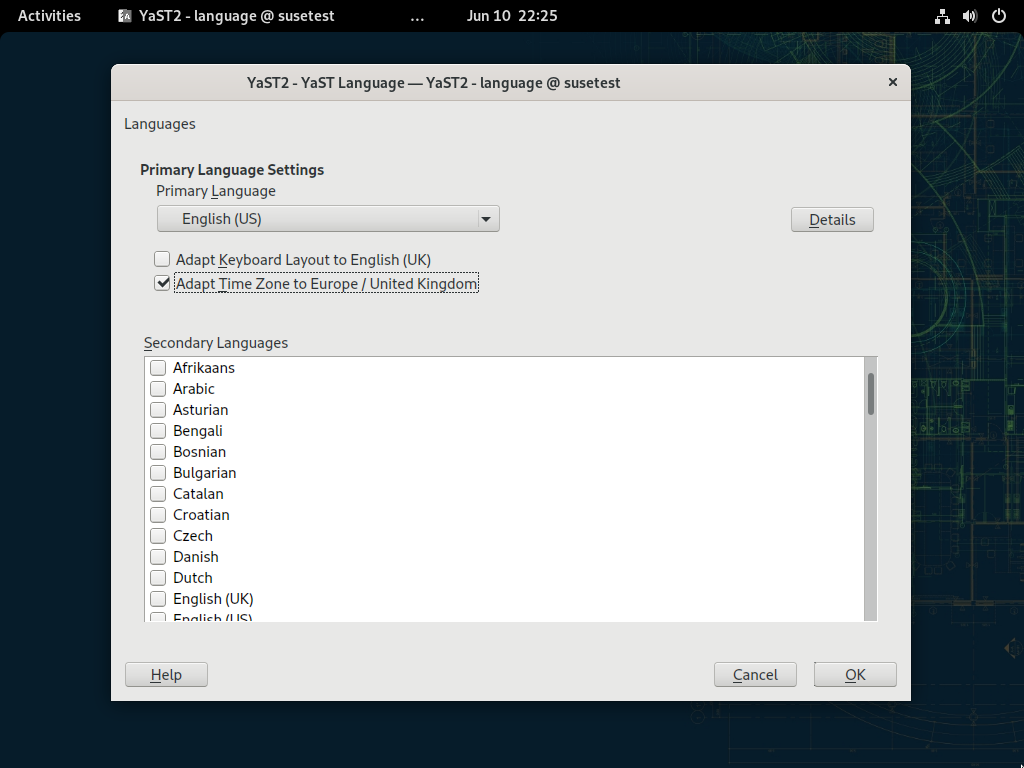 Activities YaST2 - language @ susetest ... Jun 10 22:25
YaST2 - YaST Language — YaST2 - language @ susetest ×
Languages
Primary Language Settings
Primary Language
English (US) Details
Adapt Keyboard Layout to English (UK)
Adapt Time Zone to Europe / United Kingdom
Secondary Languages
Afrikaans
Arabic
Asturian
Bengali
Bosnian
Bulgarian
Catalan
Croatian
Czech
Danish
Dutch
English (UK)
English (US)
Help Cancel OK